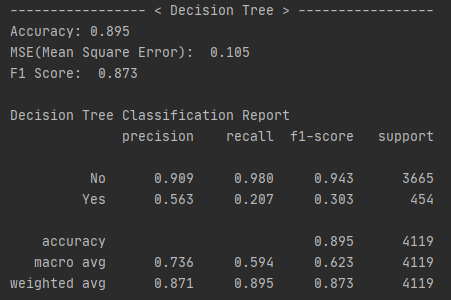 ----------------- < Decision Tree > -----------------
Accuracy: 0.895
MSE(Mean Square Error):  0.105
F1 Score:  0.873
Decision Tree Classification Report
precision    recall  f1-score   support
No      0.909     0.980     0.943      3665
Yes      0.563     0.207     0.303       454
accuracy                          0.895      4119
macro avg      0.736     0.594     0.623      4119
weighted avg      0.871     0.895     0.873      4119